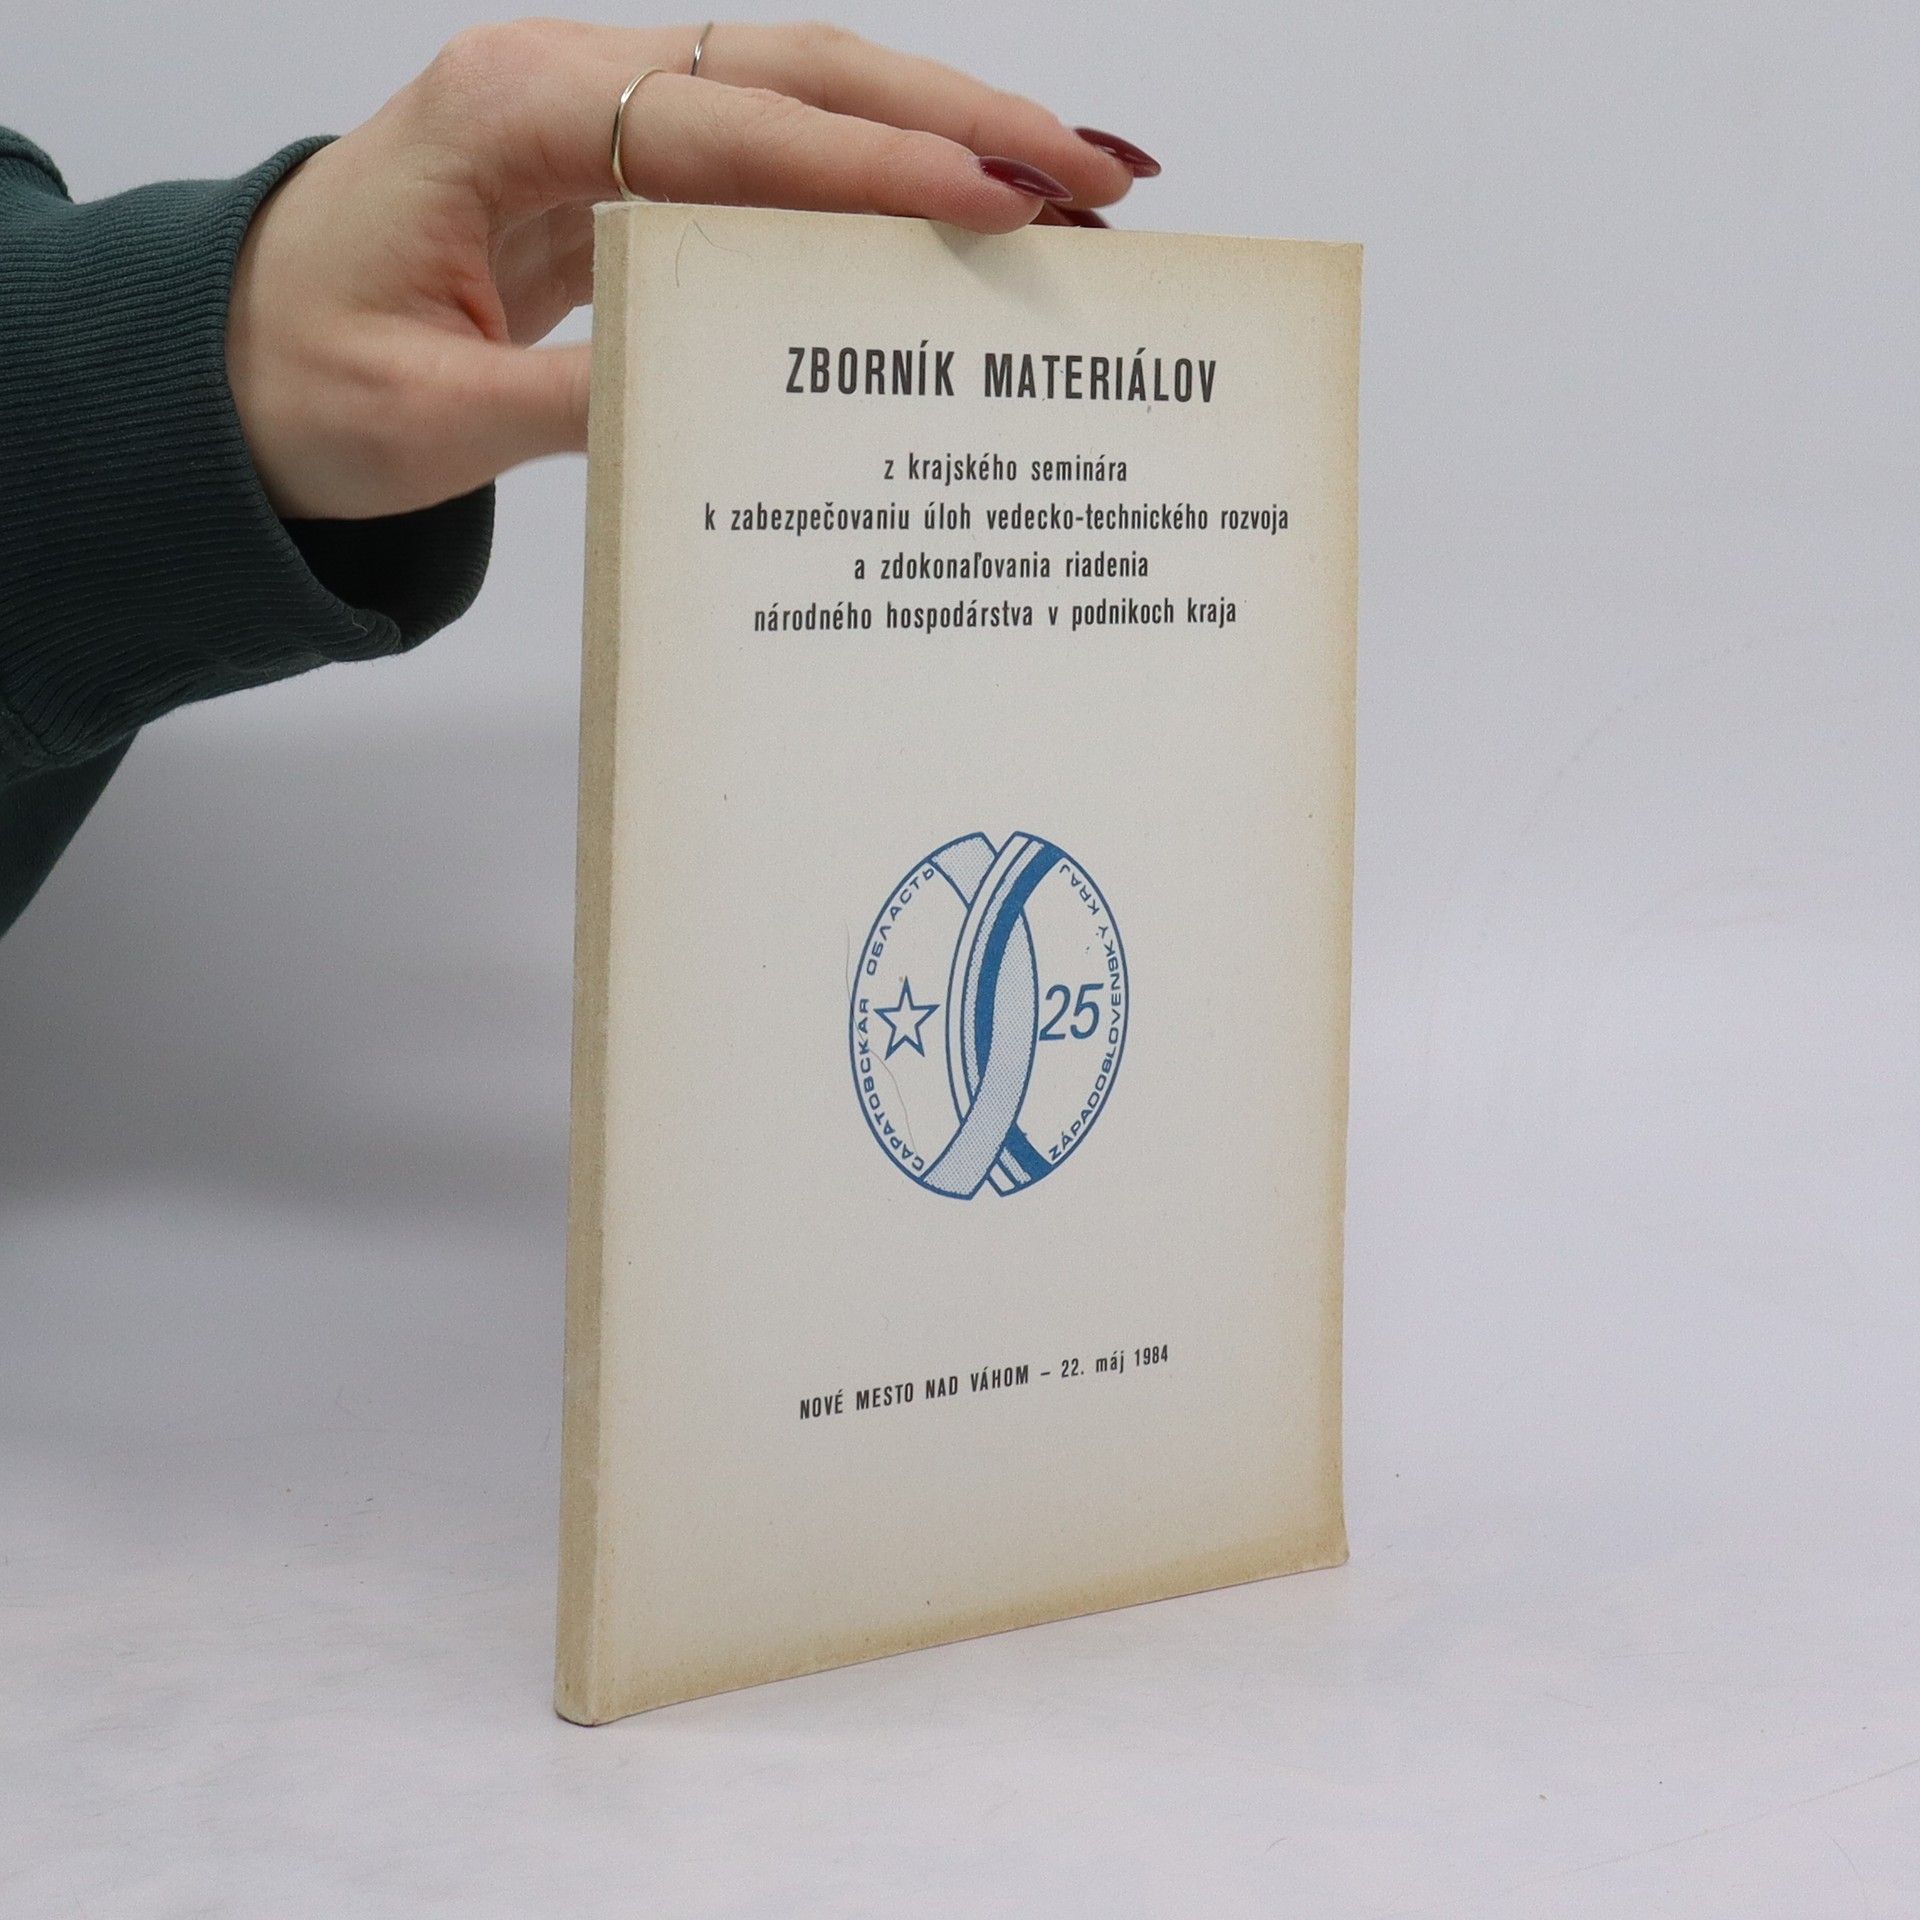 ZBORNÍK MATERIÁLOV
z krajského seminára
k zabezpečovaniu úloh vedecko-technického rozvoja
a zdokonaľovania riadenia
národného hospodárstva v podnikoch kraja
САРАТОВСКАЯ ОБЛАСТЬ
25
ZÁPADOSLOVENSKÝ KRAJ
NOVÉ MESTO NAD VÁHOM – 22. máj 1984